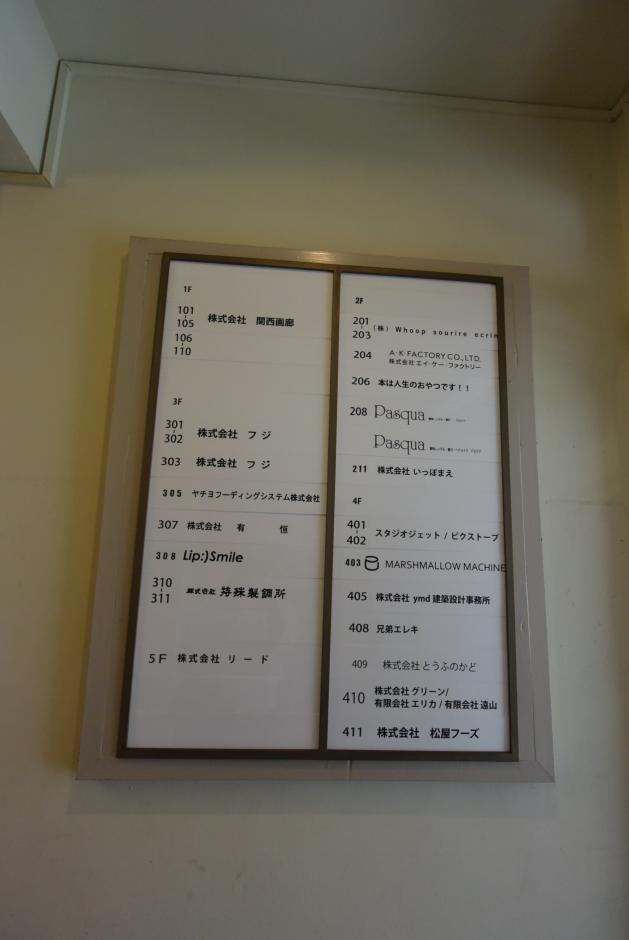 1F
101
105
株式会社 関西画廊
106
110
3F
301
302
株式会社 フジ
303 株式会社 フジ
305 ヤチヨフーディングシステム株式会社
307 株式会社 有 恒
308 Lip:)Smile
310
311
株式会社 特殊製鋼所
5F 株式会社 リード
2F
201
203
(株) Whoop sourire ecrin
204 A・K・FACTORY CO.,LTD.
株式会社 エイ・ケー・ファクトリー
206 本は人生のおやつです!!
208 Pasqua
Pasqua
211 株式会社 いっぽまえ
4F
401
402
スタジオジェット / ピクストープ
403 MARSHMALLOW MACHINE
405 株式会社 ymd 建築設計事務所
408 兄弟エレキ
409 株式会社 とうふのかど
410 株式会社 グリーン/
有限会社 エリカ / 有限会社 遠山
411 株式会社 松屋フーズ